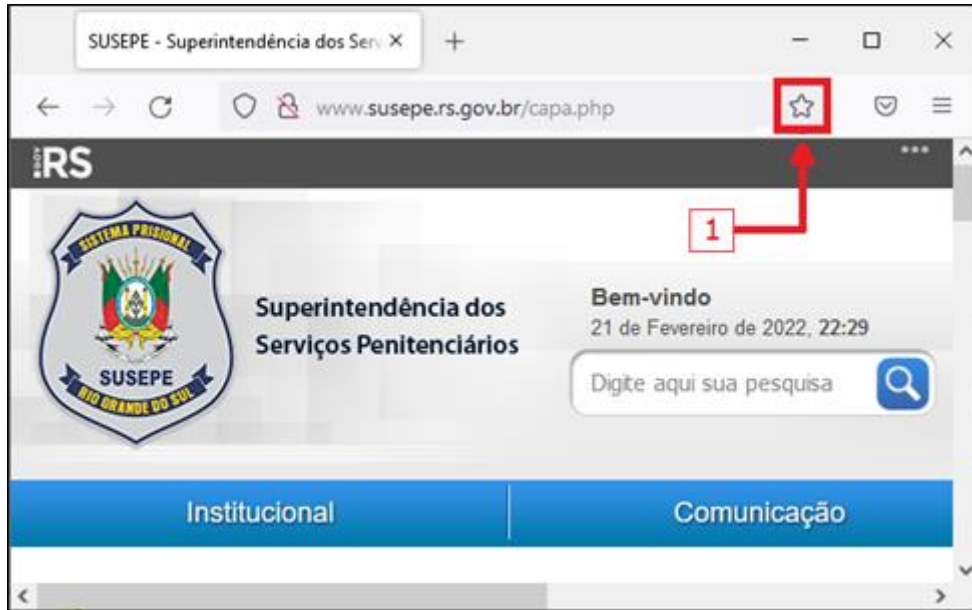 SUSEPE - Superintendência dos Serv
www.susepe.rs.gov.br/capa.php
GOV
RS
1
SISTEMA PRISIONAL
SUSEPE
RIO GRANDE DO SUL
Superintendência dos
Serviços Penitenciários
Bem-vindo
21 de Fevereiro de 2022, 22:29
Digite aqui sua pesquisa
Institucional
Comunicação